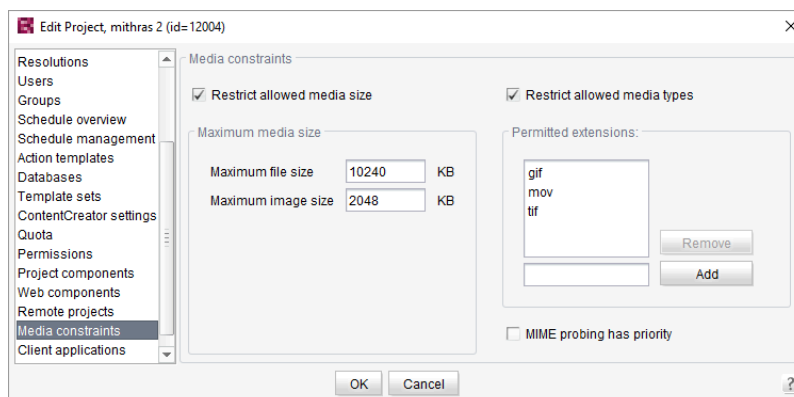 Edit Project, mithras 2 (id=12004)
Resolutions
Users
Groups
Schedule overview
Schedule management
Action templates
Databases
Template sets
ContentCreator settings
Quota
Permissions
Project components
Web components
Remote projects
Media constraints
Client applications
Media constraints
Restrict allowed media size
Restrict allowed media types
Maximum media size
Maximum file size 10240 KB
Maximum image size 2048 KB
Permitted extensions:
gif
mov
tif
Remove
Add
MIME probing has priority
OK Cancel
?